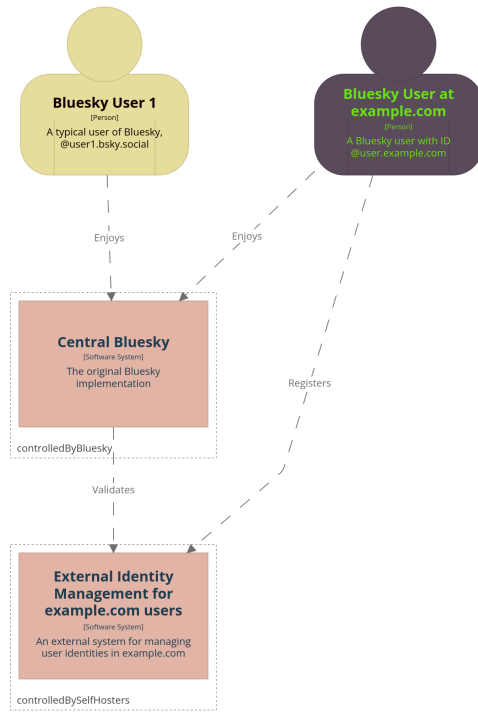 Bluesky User 1
[Person]
A typical user of Bluesky,
@user1.bsky.social
Bluesky User at
example.com
[Person]
A Bluesky user with ID
@user.example.com
Enjoys
Enjoys
Central Bluesky
[Software System]
The original Bluesky
implementation
Registers
controlledByBluesky
Validates
External Identity
Management for
example.com users
[Software System]
An external system for managing
user identities in example.com
controlledBySelfHosters